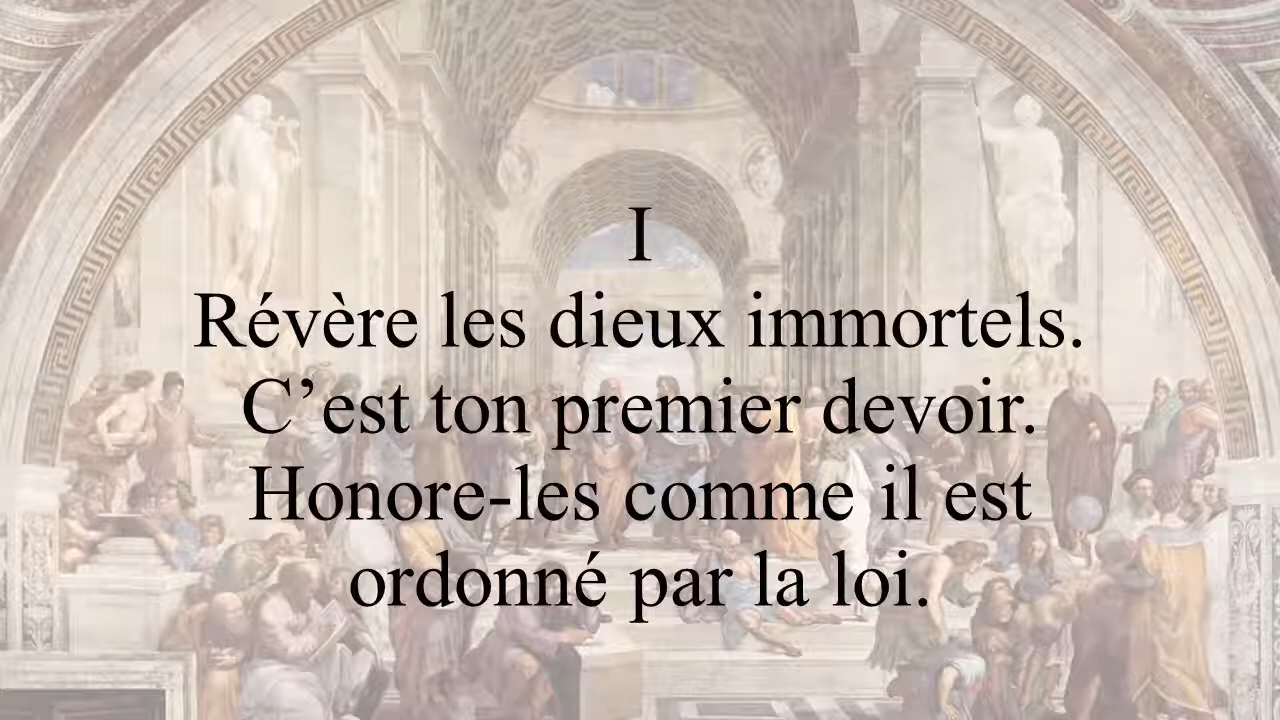 I
Révère les dieux immortels.
C’est ton premier devoir.
Honore-les comme il est
ordonné par la loi.